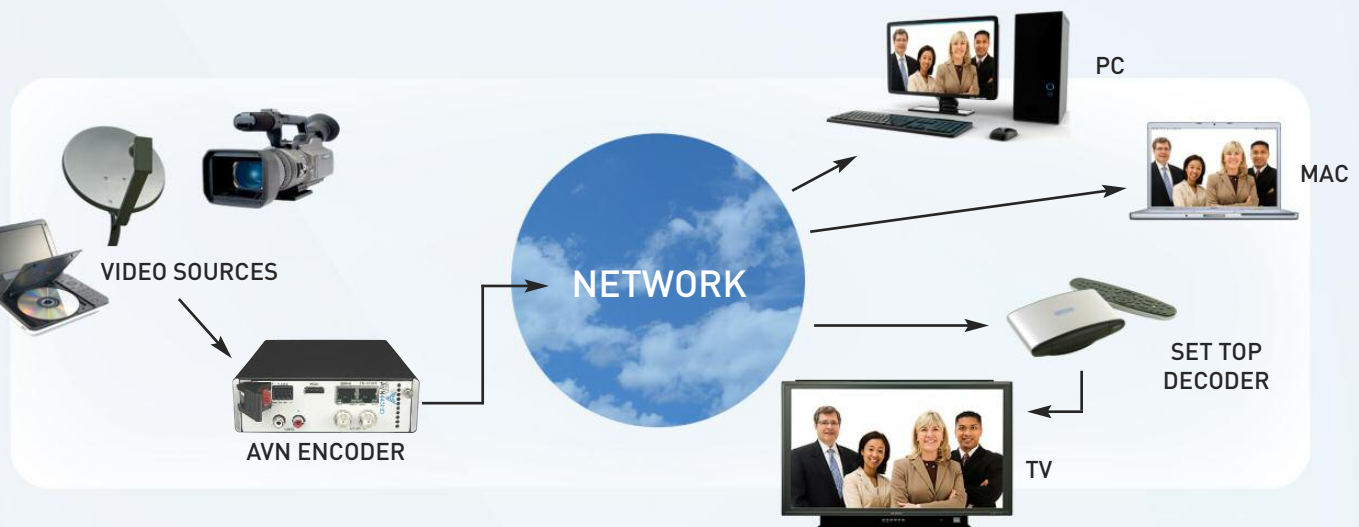 PC
MAC
VIDEO SOURCES
NETWORK
SET TOP
DECODER
AVN ENCODER
TV